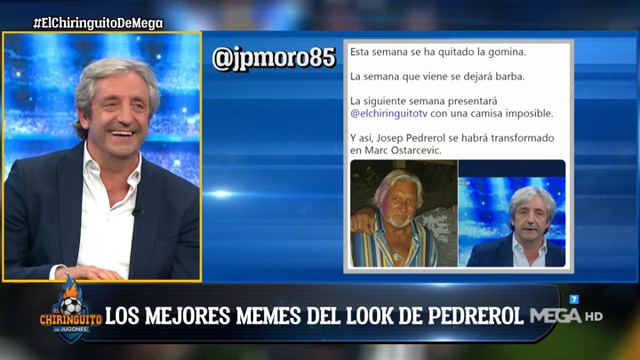 #ElChiringuitoDeMega
@jpmoro85
Esta semana se ha quitado la gomina.
La semana que viene se dejará barba.
La siguiente semana presentará
@elchiringuitotv con una camisa imposible.
Y así, Josep Pedrerol se habrá transformado
en Marc Ostarcevic.
EL
CHIRINGUITO
DE JUGONES
LOS MEJORES MEMES DEL LOOK DE PEDREROL
7
MEGA HD